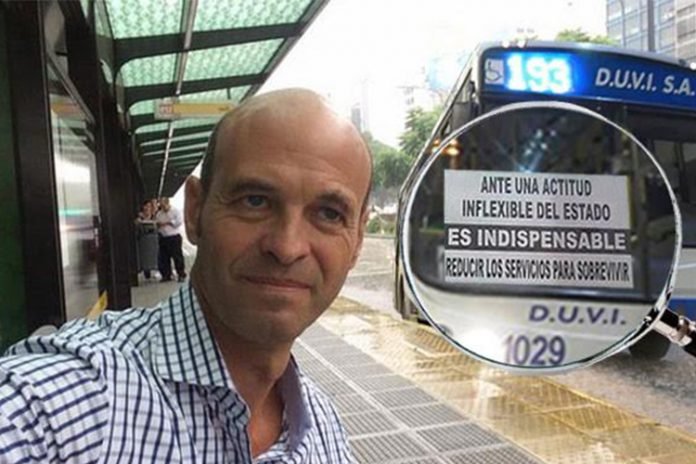 193 D.U.V.I. S.A.
ANTE UNA ACTITUD
INFLEXIBLE DEL ESTADO
ES INDISPENSABLE
REDUCIR LOS SERVICIOS PARA SOBREVIVIR
D.U.V.I.
1029